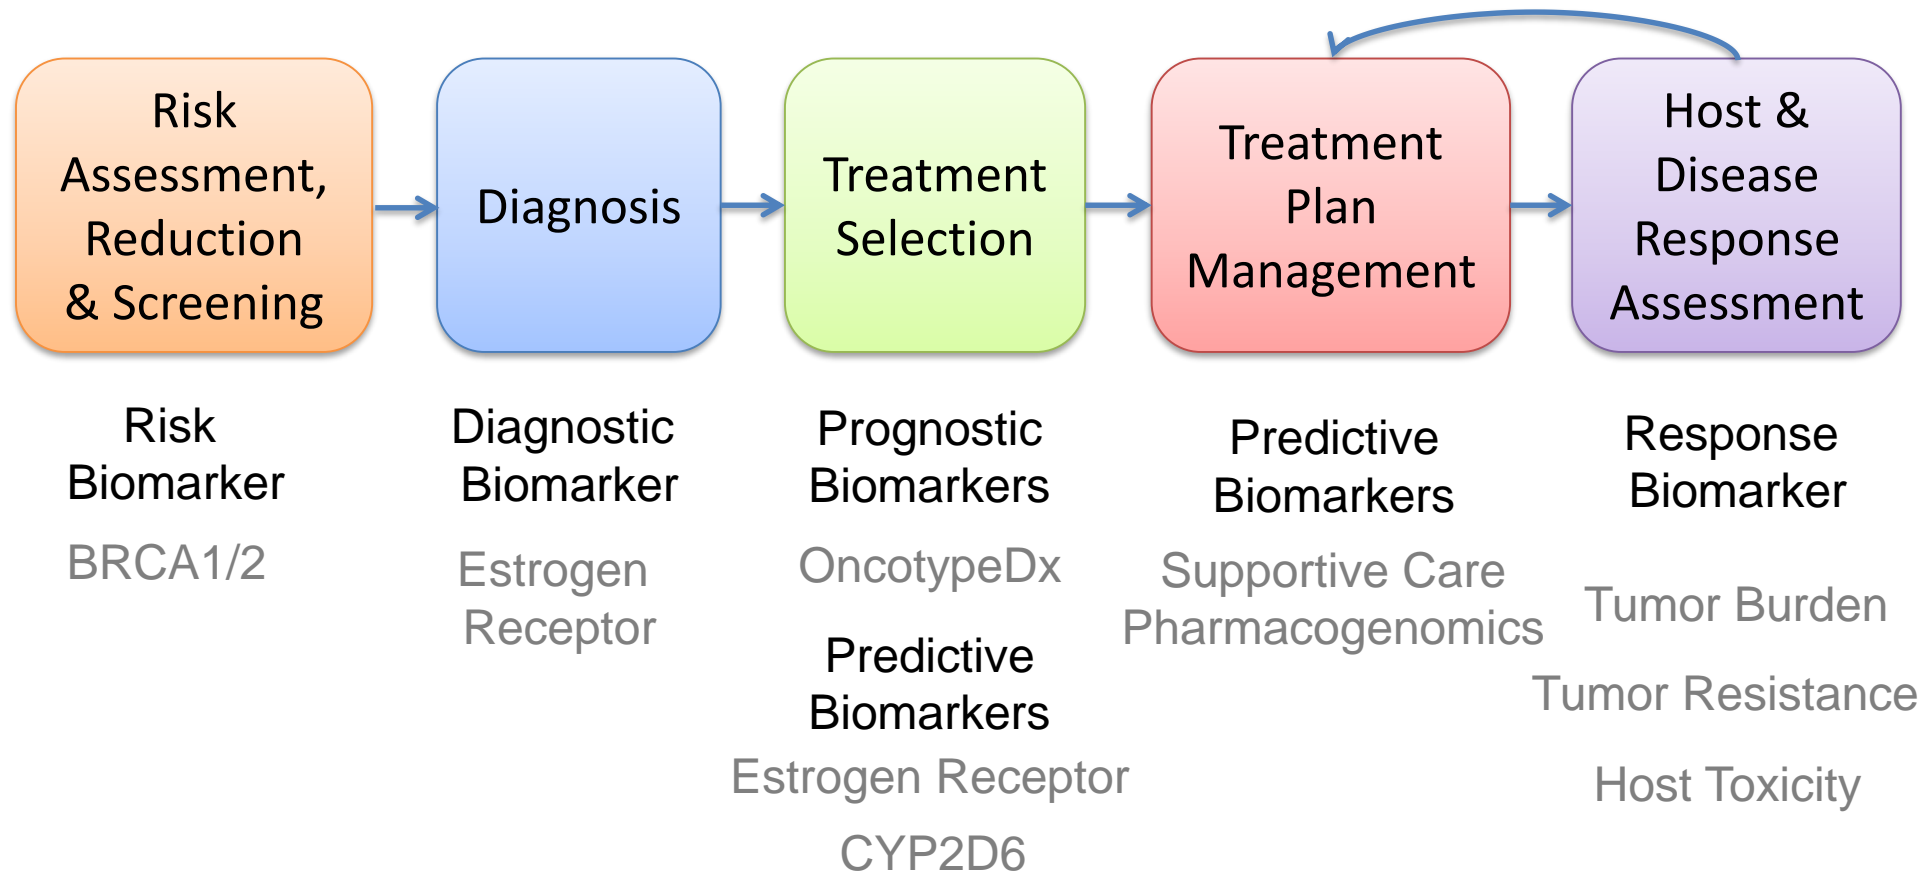 Risk
Assessment,
Reduction
& Screening
Diagnosis
Treatment
Selection
Treatment
Plan
Management
Host &
Disease
Response
Assessment
Risk
Biomarker
BRCA1/2
Diagnostic
Biomarker
Estrogen
Receptor
Prognostic
Biomarkers
OncotypeDx
Predictive
Biomarkers
Estrogen Receptor
CYP2D6
Predictive
Biomarkers
Supportive Care
Pharmacogenomics
Response
Biomarker
Tumor Burden
Tumor Resistance
Host Toxicity